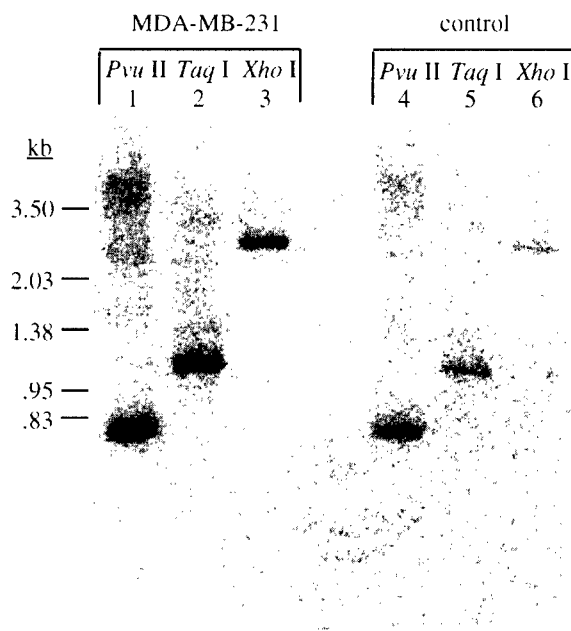 MDA-MB-231 control
Pvu II Taq I Xho I Pvu II Taq I Xho I
1 2 3 4 5 6
kb
3.50
2.03
1.38
.95
.83